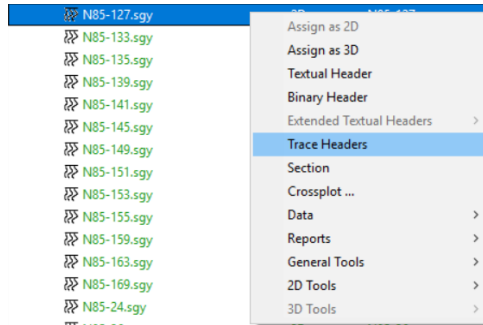 N85-127.sgy
N85-133.sgy
N85-135.sgy
N85-139.sgy
N85-141.sgy
N85-145.sgy
N85-149.sgy
N85-151.sgy
N85-153.sgy
N85-155.sgy
N85-159.sgy
N85-163.sgy
N85-169.sgy
N85-24.sgy
Assign as 2D
Assign as 3D
Textual Header
Binary Header
Extended Textual Headers
Trace Headers
Section
Crossplot ...
Data
Reports
General Tools
2D Tools
3D Tools